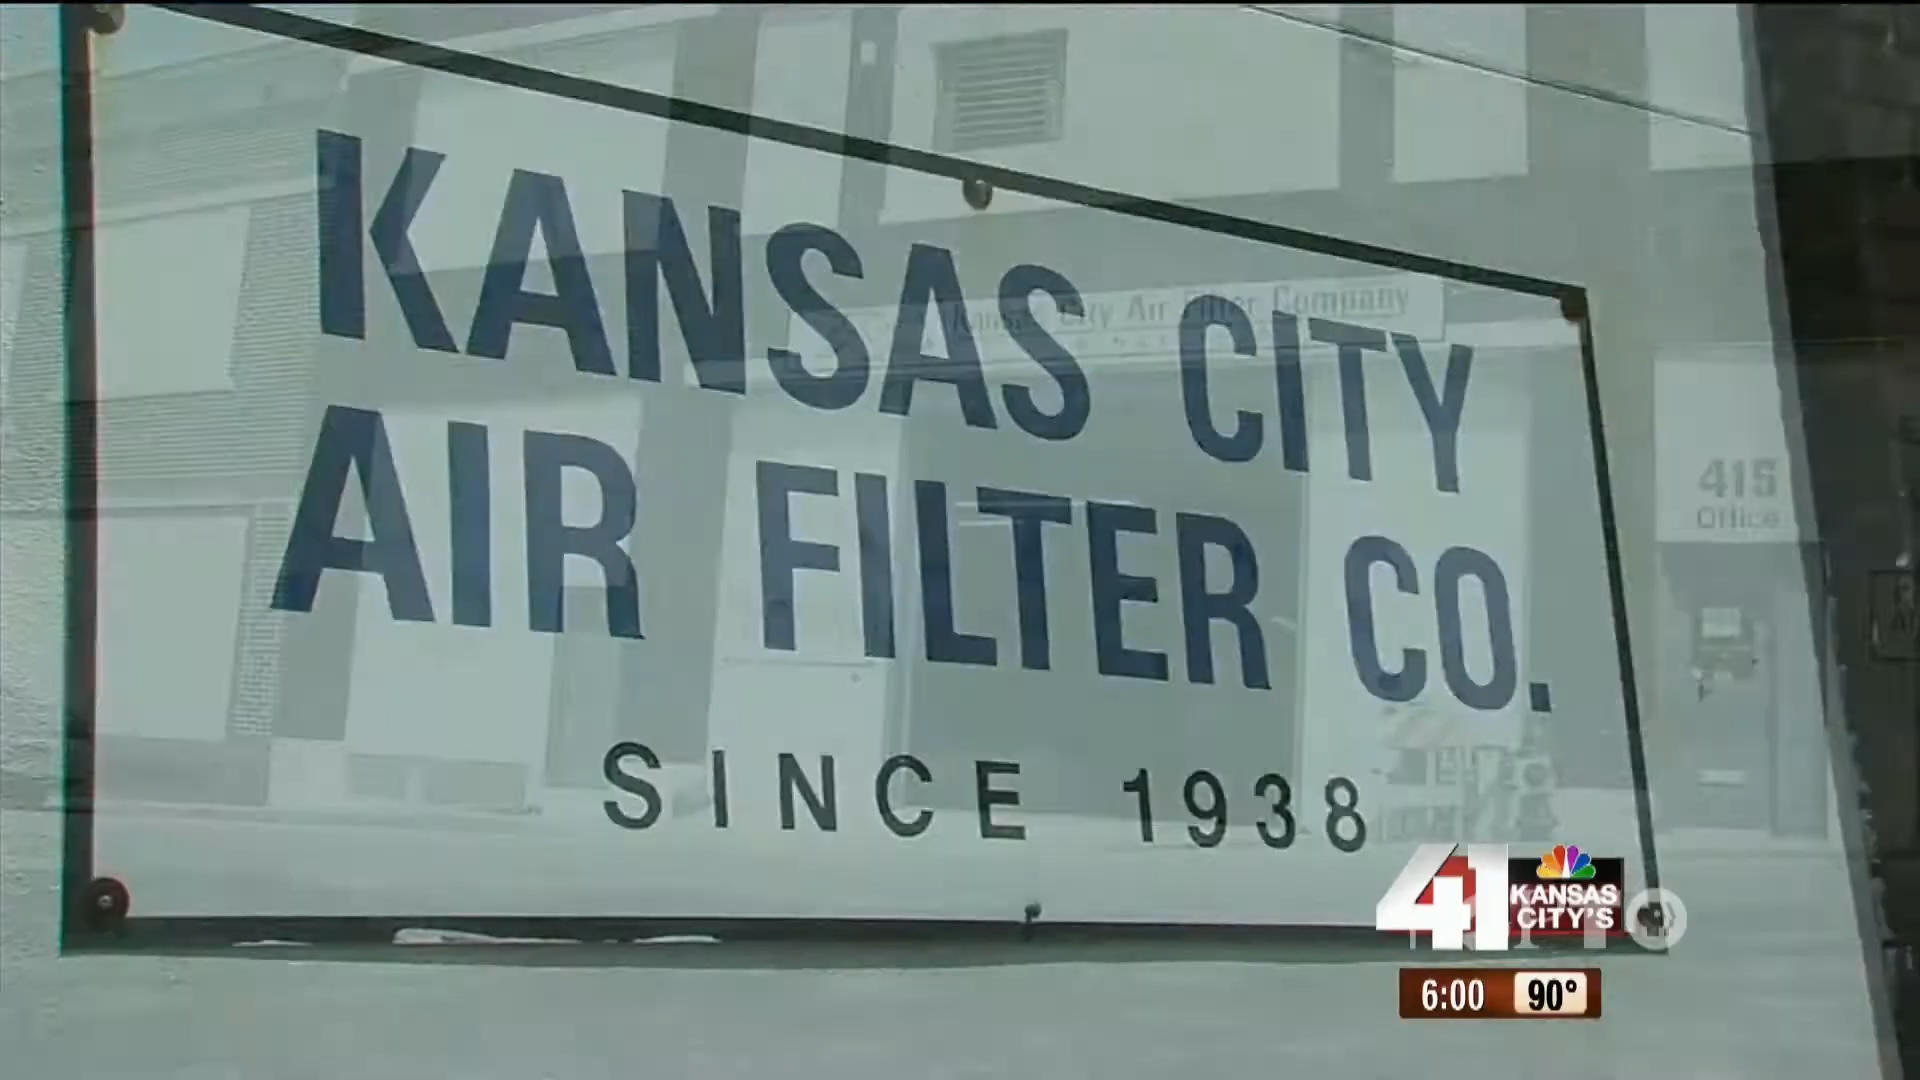 KANSAS CITY
Kansas City Air Filter Company
AIR FILTER CO.
415
Office
SINCE 1938
41
KANSAS
CITY'S
6:00 90°